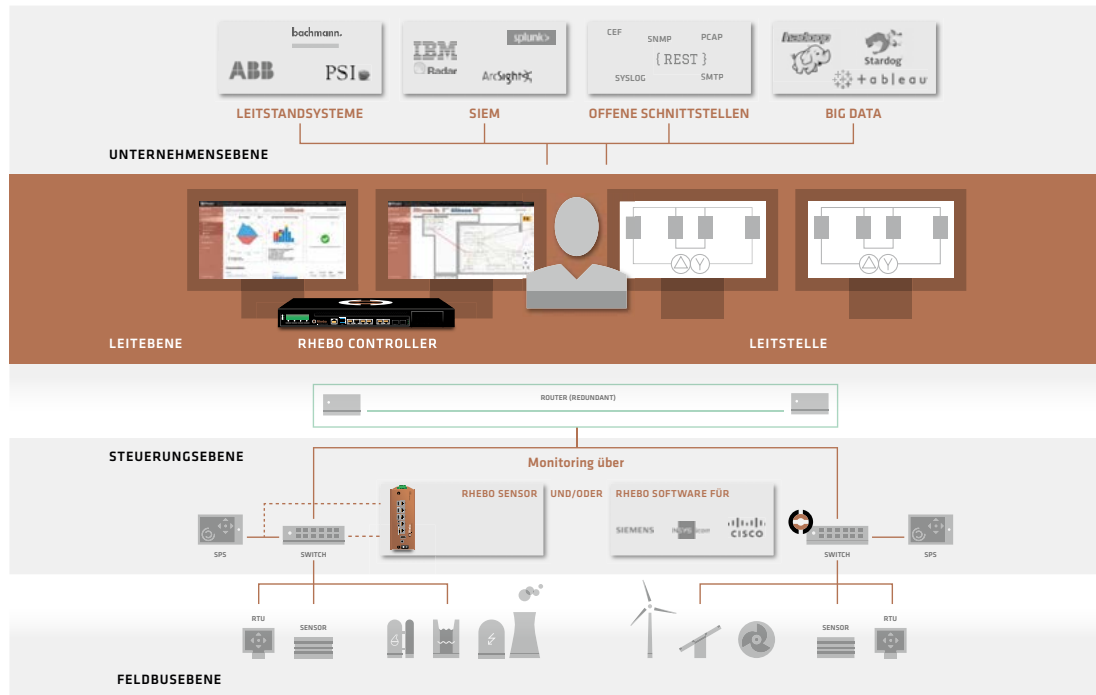 bachmann.
ABB
PSI
IBM
Radar
splunk>
ArcSight
CEF
SNMP
PCAP
{ REST }
SYSLOG
SMTP
Stardog
+ a b l e a u
LEITSTANDSYSTEME
SIEM
OFFENE SCHNITTSTELLEN
BIG DATA
UNTERNEHMENSEBENE
LEITEBENE
RHEBO CONTROLLER
LEITSTELLE
ROUTER (REDUNDANT)
STEUERUNGSEBENE
Monitoring über
RHEBO SENSOR
UND/ODER
RHEBO SOFTWARE FÜR
SIEMENS
CISCO
SPS
SWITCH
SWITCH
SPS
RTU
SENSOR
SENSOR
RTU
FELDBUSEBENE